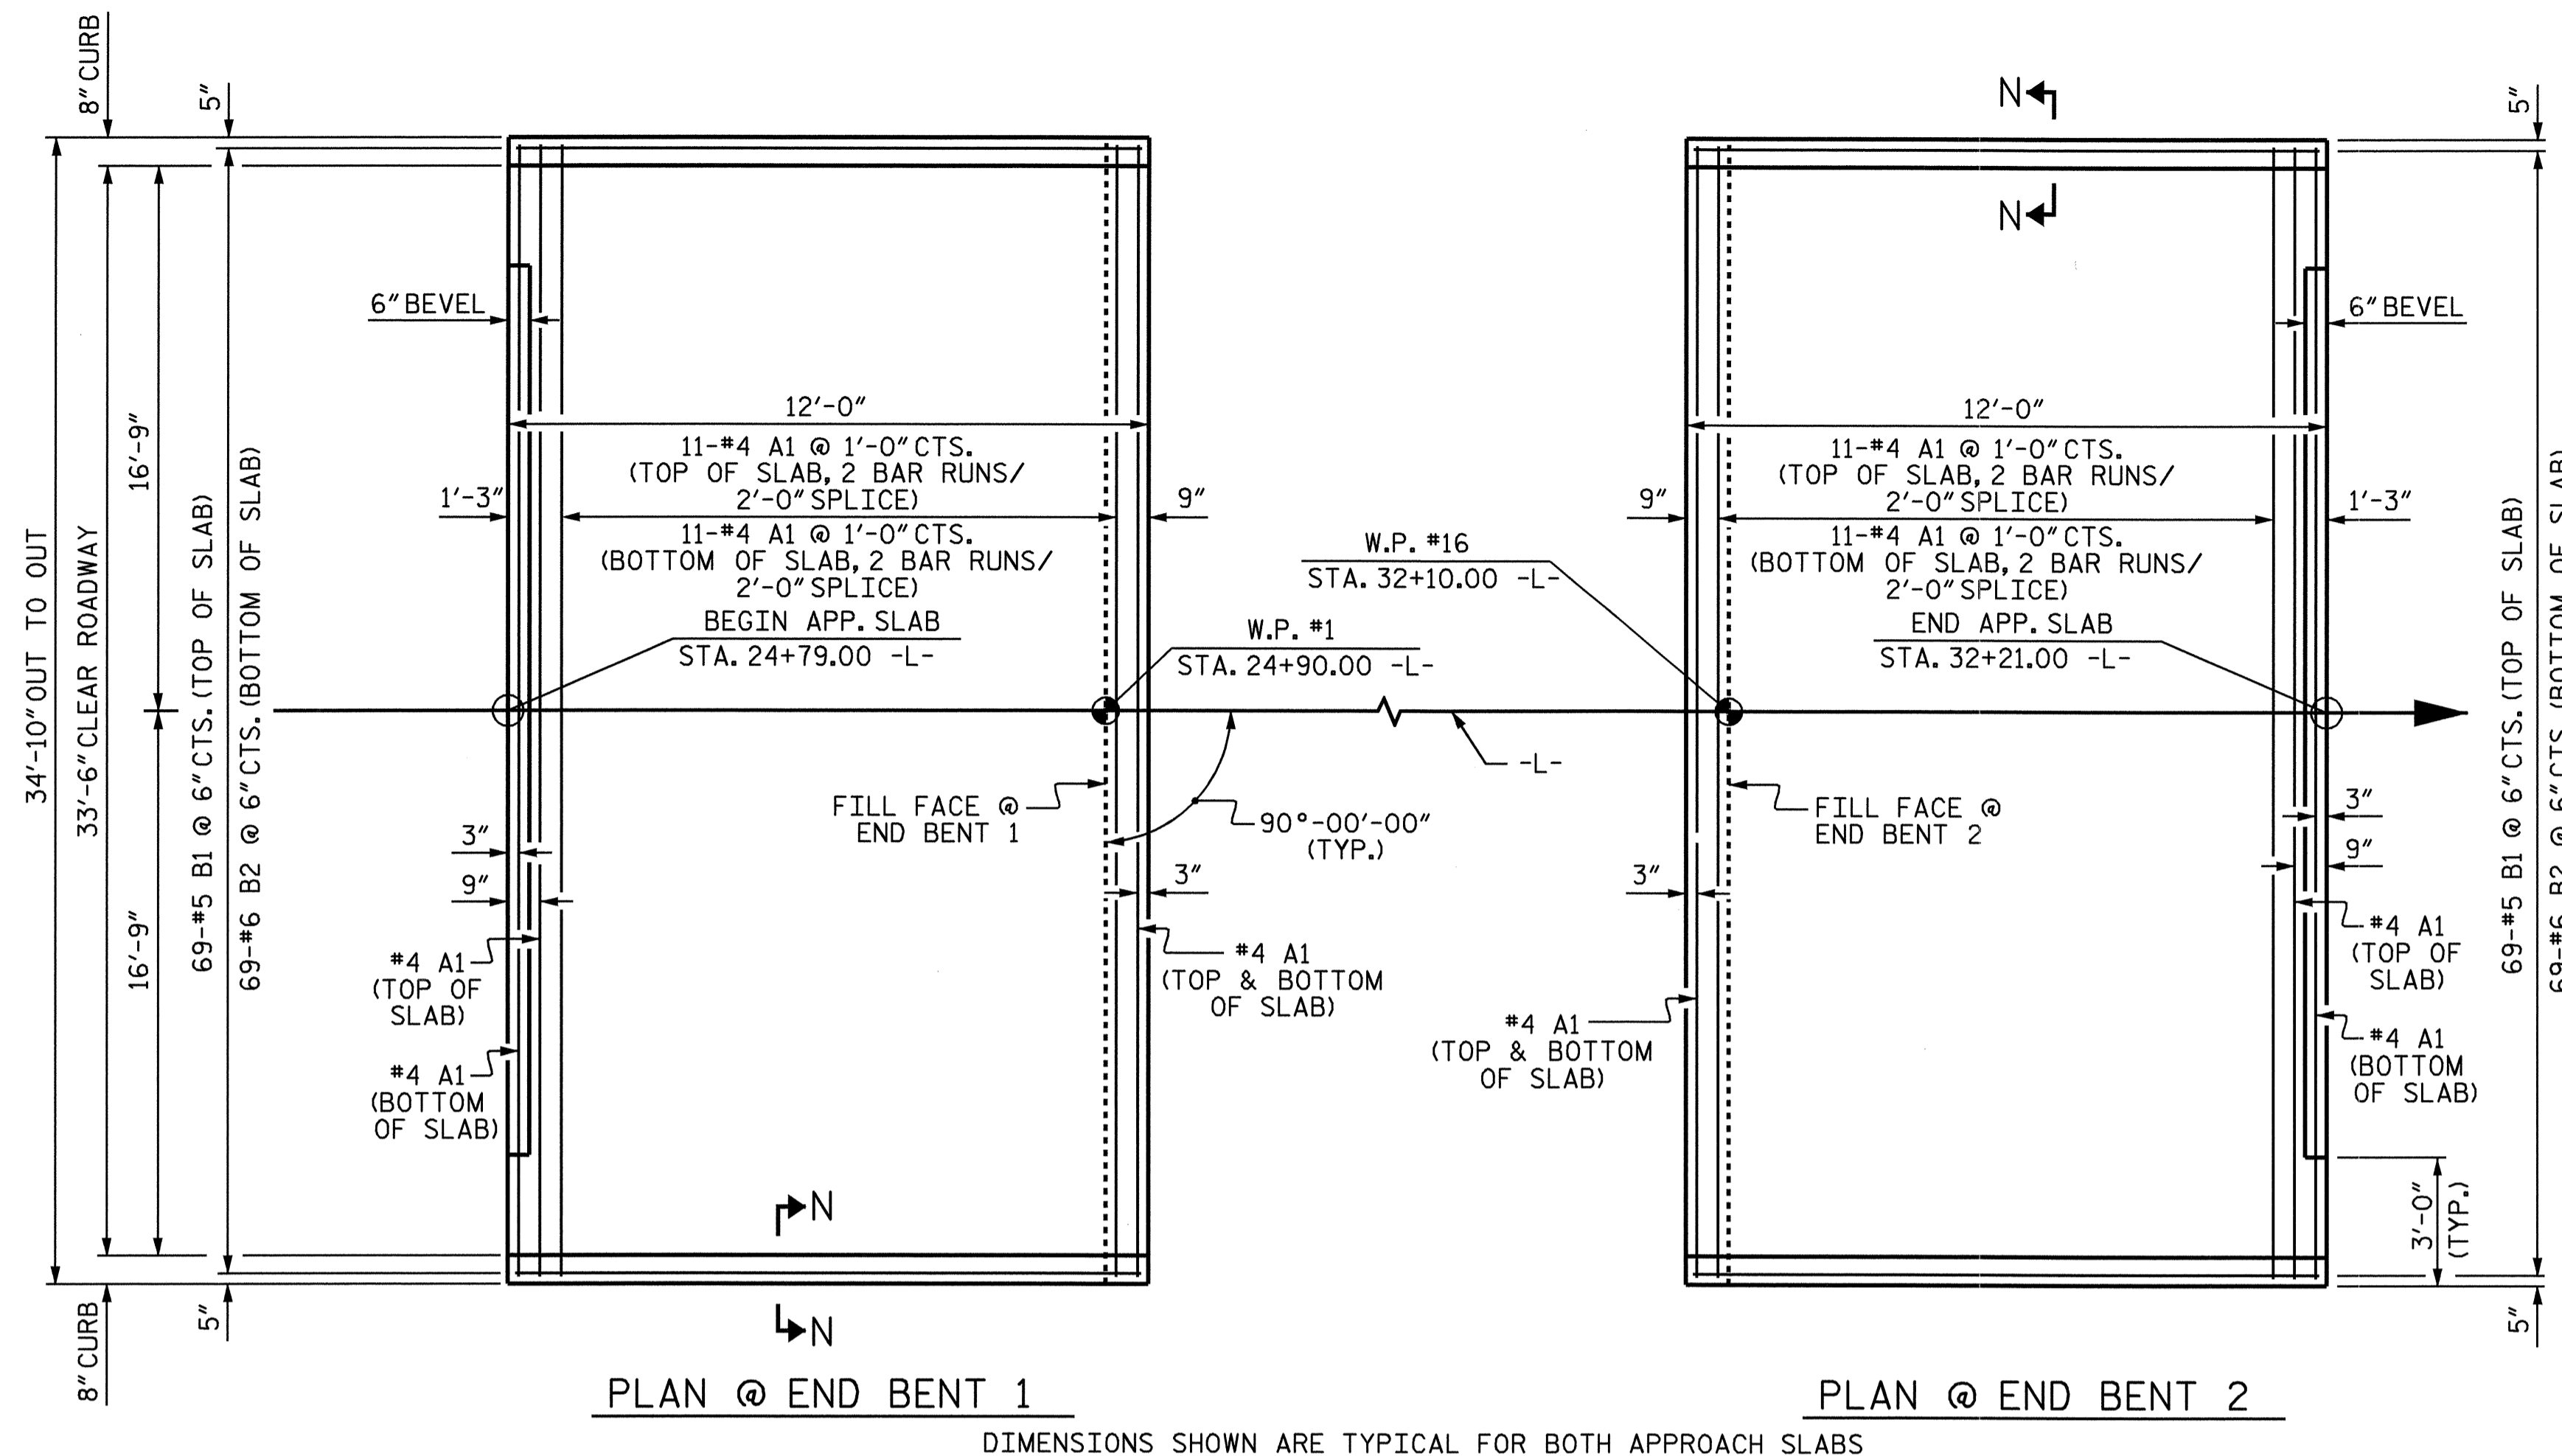 8" CURB
5"
34'-10" OUT TO OUT
33'-6" CLEAR ROADWAY
16'-9"
16'-9"
69-#5 B1 @ 6" CTS. (TOP OF SLAB)
69-#6 B2 @ 6" CTS. (BOTTOM OF SLAB)
8" CURB
5"
6" BEVEL
12'-0"
11-#4 A1 @ 1'-0" CTS.
(TOP OF SLAB, 2 BAR RUNS/
2'-0" SPLICE)
1'-3"
9"
11-#4 A1 @ 1'-0" CTS.
(BOTTOM OF SLAB, 2 BAR RUNS/
2'-0" SPLICE)
BEGIN APP. SLAB
STA. 24+79.00 -L-
W.P. #1
STA. 24+90.00 -L-
FILL FACE @
END BENT 1
90°-00'-00"
(TYP.)
3"
9"
3"
#4 A1
(TOP OF
SLAB)
#4 A1
(BOTTOM
OF SLAB)
#4 A1
(TOP & BOTTOM
OF SLAB)
N
N
PLAN @ END BENT 1
-L-
W.P. #16
STA. 32+10.00 -L-
N
N
5"
6" BEVEL
12'-0"
11-#4 A1 @ 1'-0" CTS.
(TOP OF SLAB, 2 BAR RUNS/
2'-0" SPLICE)
9"
1'-3"
11-#4 A1 @ 1'-0" CTS.
(BOTTOM OF SLAB, 2 BAR RUNS/
2'-0" SPLICE)
END APP. SLAB
STA. 32+21.00 -L-
FILL FACE @
END BENT 2
3"
3"
9"
#4 A1
(TOP & BOTTOM
OF SLAB)
#4 A1
(TOP OF
SLAB)
#4 A1
(BOTTOM
OF SLAB)
3'-0"
(TYP.)
69-#5 B1 @ 6" CTS. (TOP OF SLAB)
69-#6 B2 @ 6" CTS. (BOTTOM OF SLAB)
5"
PLAN @ END BENT 2
DIMENSIONS SHOWN ARE TYPICAL FOR BOTH APPROACH SLABS